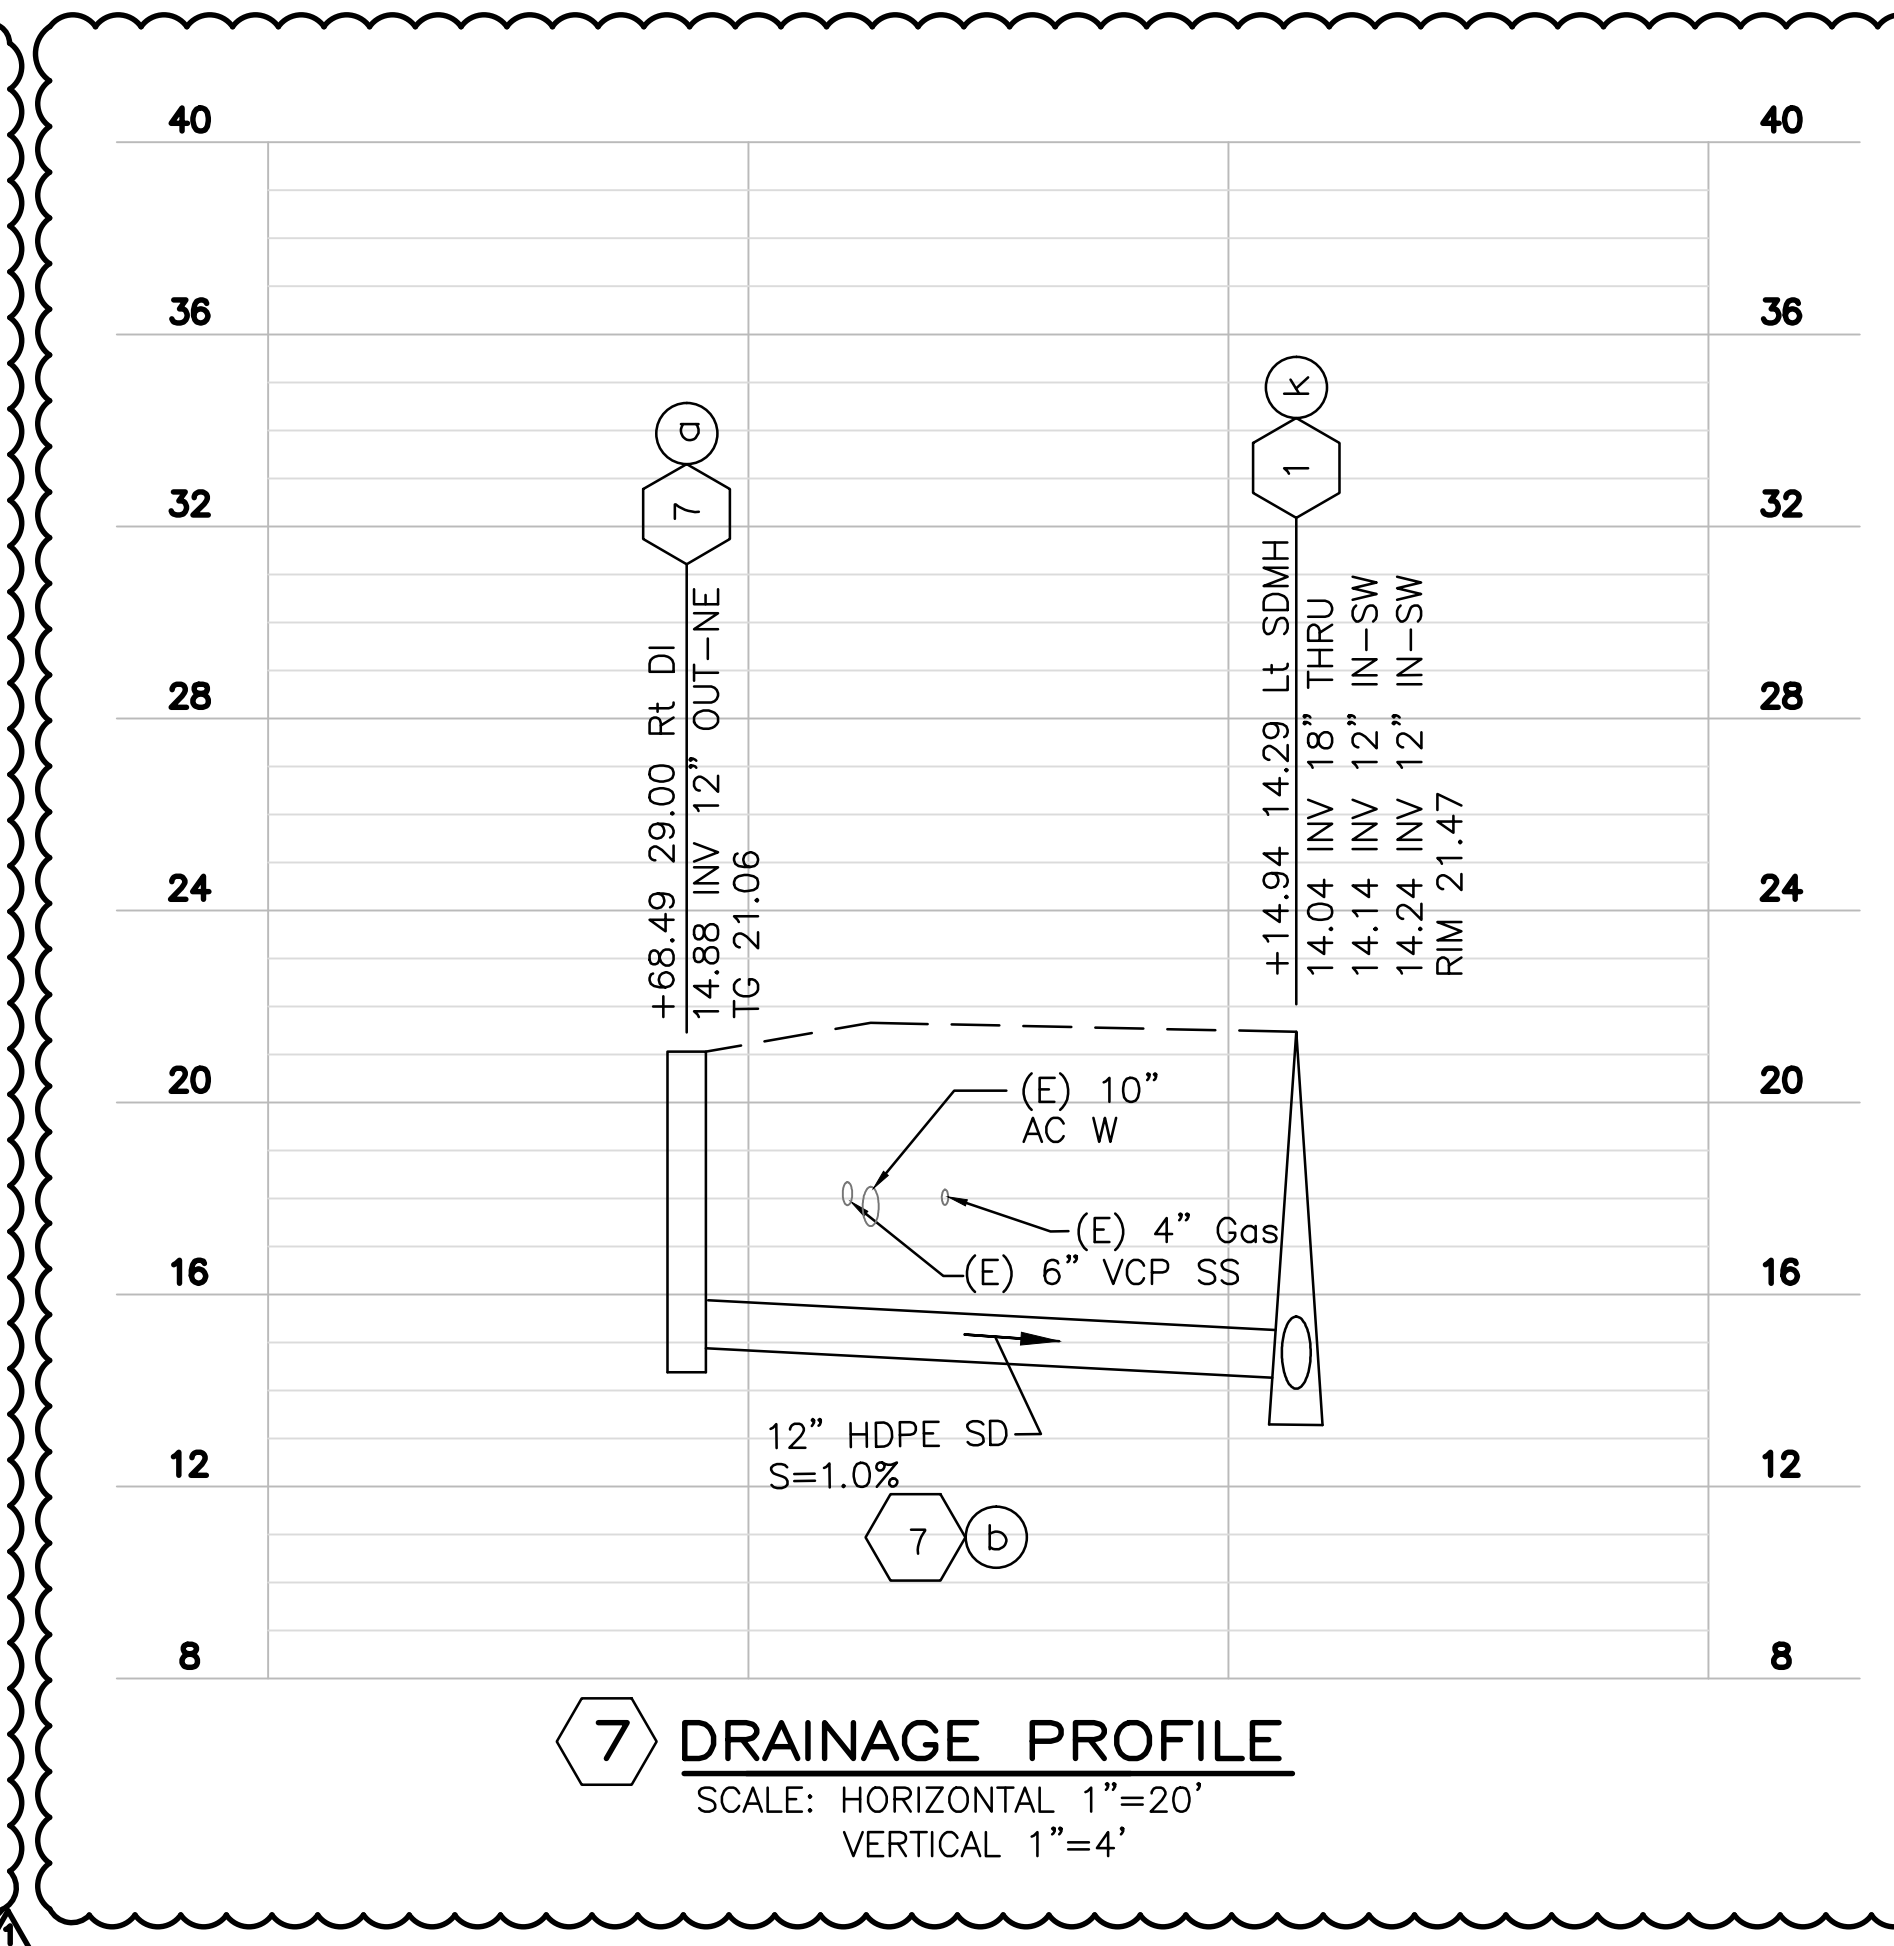 40 40
36 36
32 32
28 28
24 24
20 20
16 16
12 12
8 8
a
7
+68.49 29.00 Rt DI
14.88 INV 12" OUT-NE
TG 21.06
k
1
+14.94 14.29 Lt SDMH
14.04 INV 18" THRU
14.14 INV 12" IN-SW
14.24 INV 12" IN-SW
RIM 21.47
(E) 10"
AC W
(E) 4" Gas
(E) 6" VCP SS
12" HDPE SD
S=1.0%
7 b
7 DRAINAGE PROFILE
SCALE: HORIZONTAL 1"=20'
VERTICAL 1"=4'
1